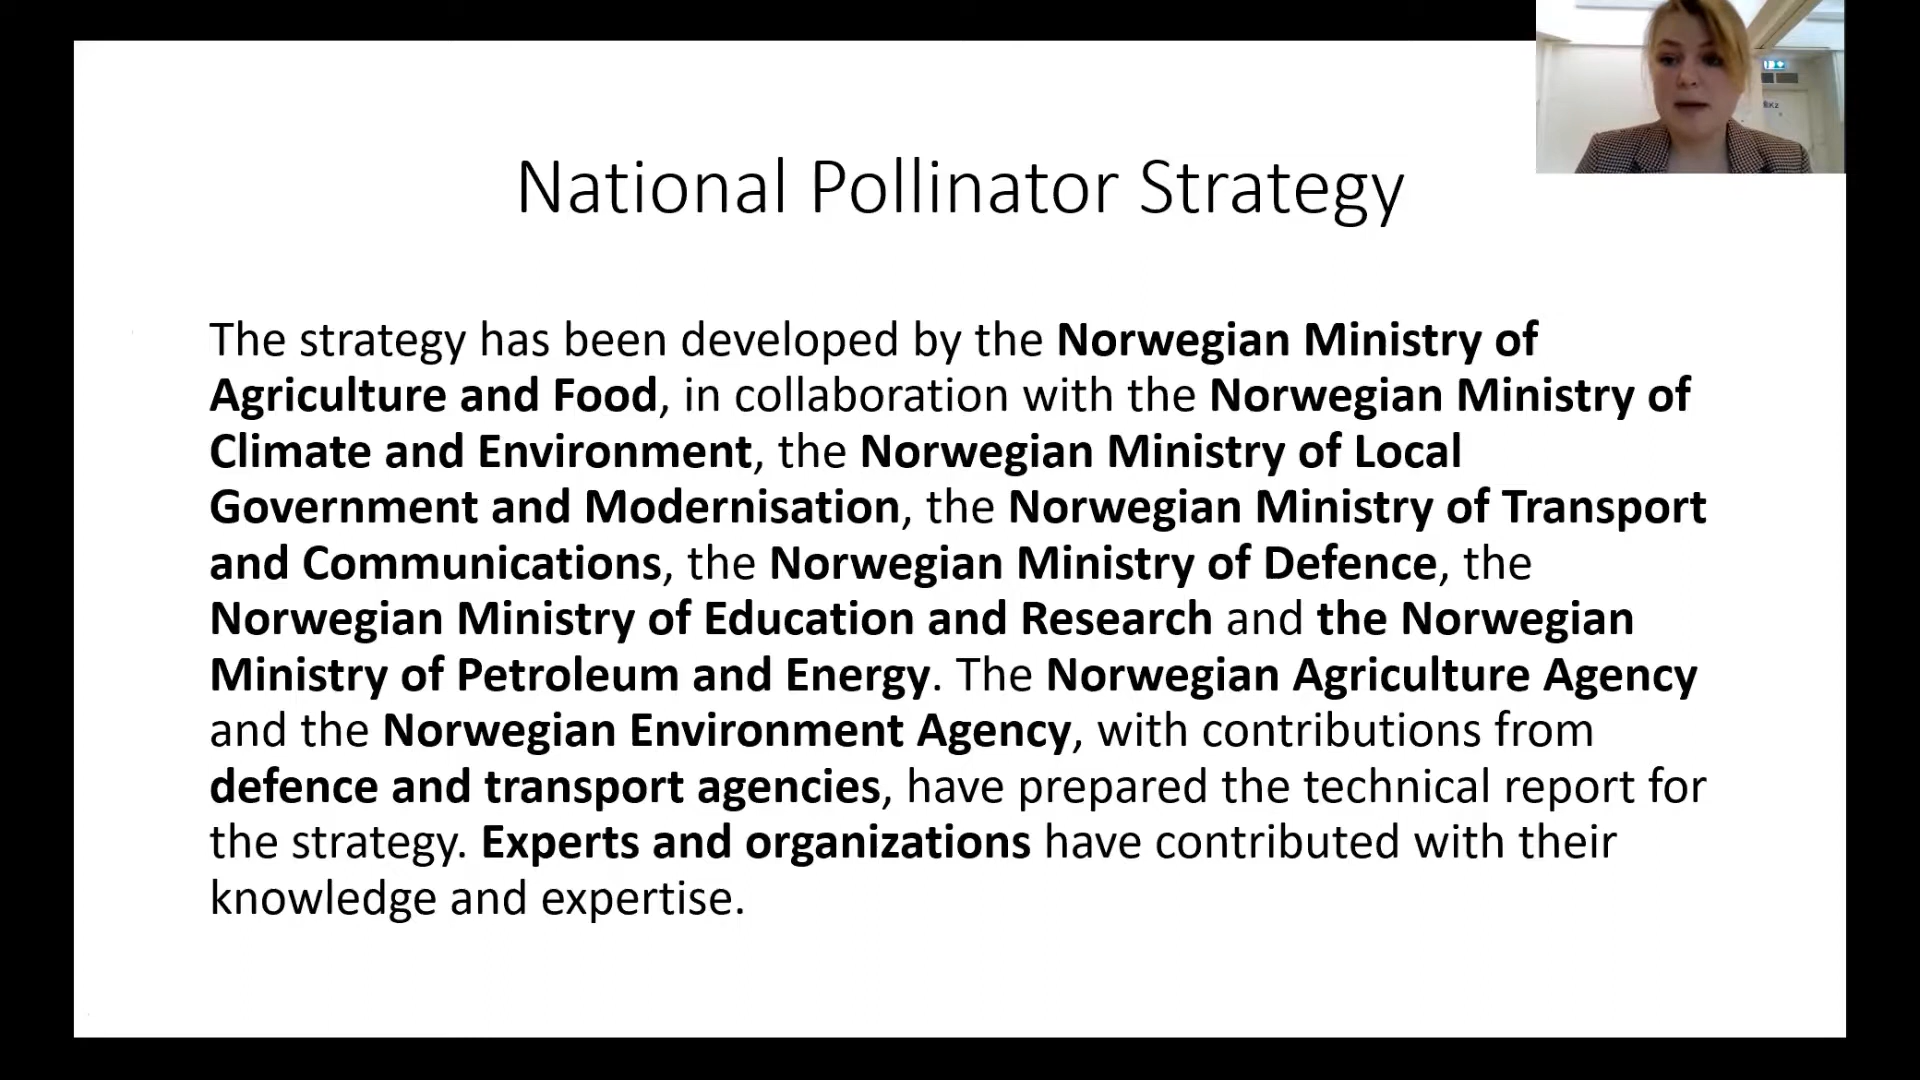 National Pollinator Strategy
The strategy has been developed by the Norwegian Ministry of
Agriculture and Food, in collaboration with the Norwegian Ministry of
Climate and Environment, the Norwegian Ministry of Local
Government and Modernisation, the Norwegian Ministry of Transport
and Communications, the Norwegian Ministry of Defence, the
Norwegian Ministry of Education and Research and the Norwegian
Ministry of Petroleum and Energy. The Norwegian Agriculture Agency
and the Norwegian Environment Agency, with contributions from
defence and transport agencies, have prepared the technical report for
the strategy. Experts and organizations have contributed with their
knowledge and expertise.